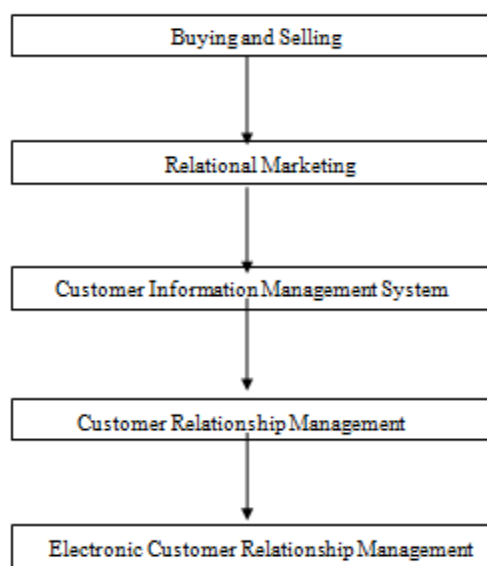 Buying and Selling
Relational Marketing
Customer Information Management System
Customer Relationship Management
Electronic Customer Relationship Management